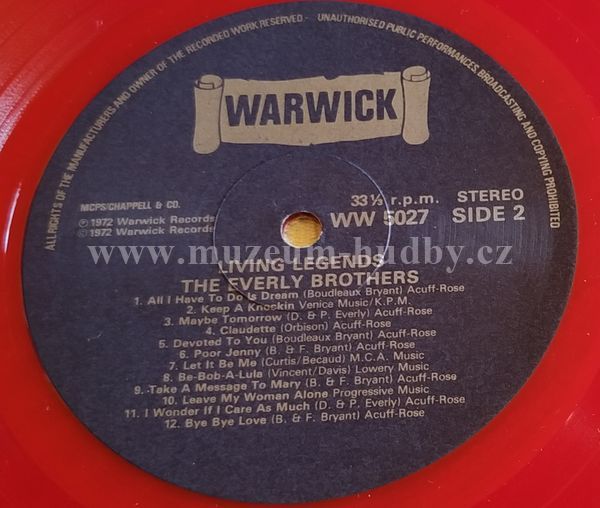 ALL RIGHTS OF THE MANUFACTURERS AND OWNER OF THE RECORDED WORK RESERVED - UNAUTHORISED PUBLIC PERFORMANCES, BROADCASTING AND COPYING PROHIBITED
WARWICK
MCPS/CHAPPELL & CO.
℗ 1972 Warwick Records
© 1972 Warwick Records
33⅓ r.p.m. STEREO
WW 5027 SIDE 2
www.muzeum-hudby.cz
LIVING LEGENDS
THE EVERLY BROTHERS
1. All I Have To Do Is Dream (Boudleaux Bryant) Acuff-Rose
2. Keep A Knockin Venice Music/K.P.M.
3. Maybe Tomorrow (D. & P. Everly) Acuff-Rose
4. Claudette (Orbison) Acuff-Rose
5. Devoted To You (Boudleaux Bryant) Acuff-Rose
6. Poor Jenny (B. & F. Bryant) Acuff-Rose
7. Let It Be Me (Curtis/Becaud) M.C.A. Music
8. Be-Bob-A-Lula (Vincent/Davis) Lowery Music
9. Take A Message To Mary (B. & F. Bryant) Acuff-Rose
10. Leave My Woman Alone Progressive Music
11. I Wonder If I Care As Much (D. & P. Everly) Acuff-Rose
12. Bye Bye Love (B. & F. Bryant) Acuff-Rose